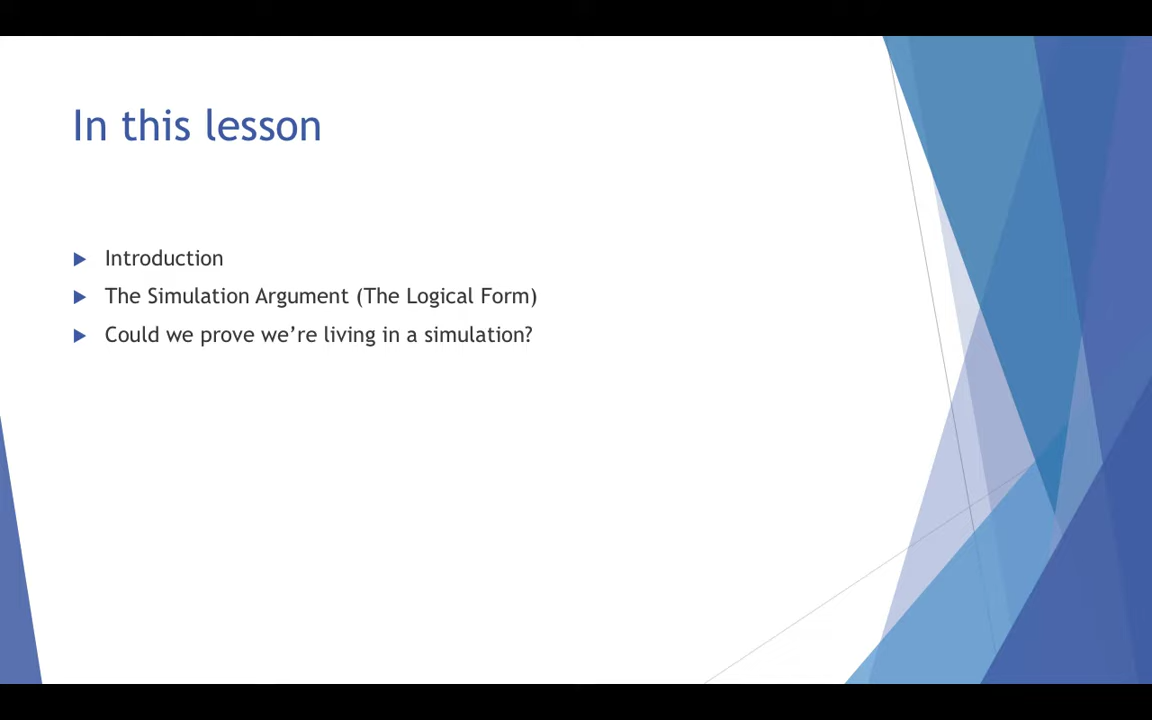 In this lesson
Introduction
The Simulation Argument (The Logical Form)
Could we prove we’re living in a simulation?